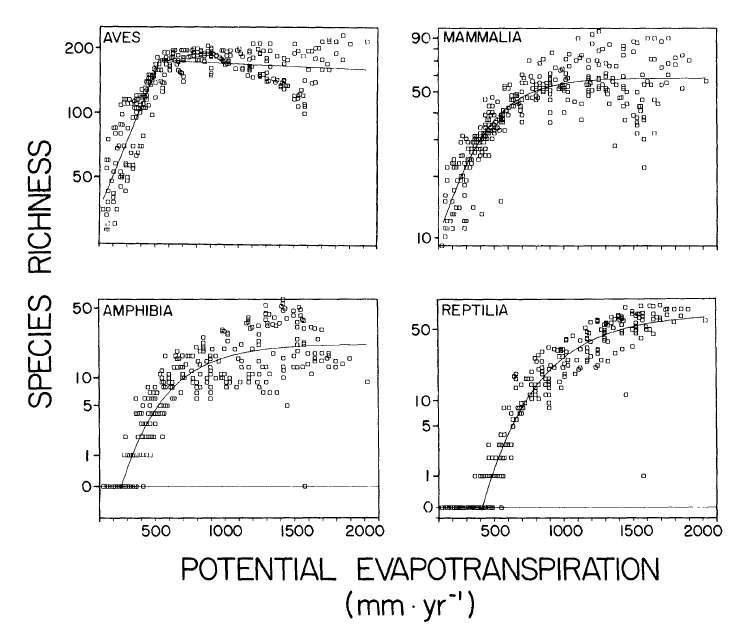 AVES
200
100
50
MAMMALIA
90
50
10
SPECIES RICHNESS
AMPHIBIA
50
10
5
1
0
500 1000 1500 2000
REPTILIA
50
10
5
1
0
500 1000 1500 2000
POTENTIAL EVAPOTRANSPIRATION
(mm·yr⁻¹)